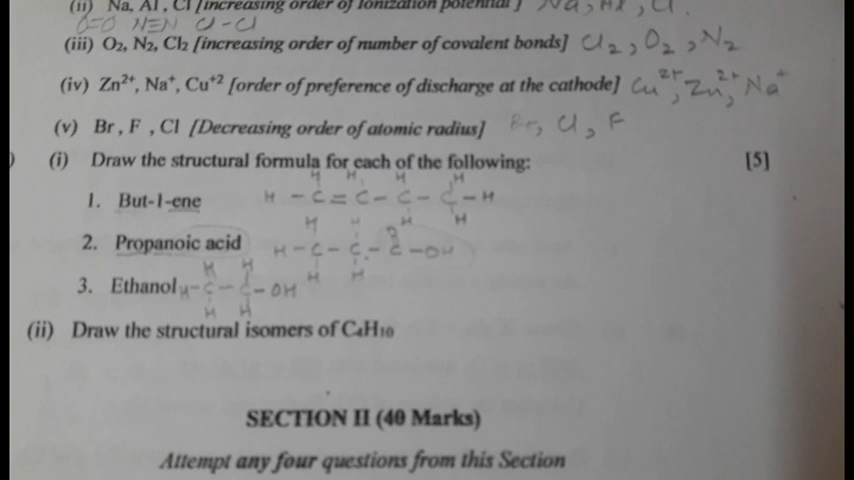 (ii) Na, Al, Cl [increasing order of Ionization potential] Na, Al, Cl.
O=O N≡N Cl-Cl
(iii) O2, N2, Cl2 [increasing order of number of covalent bonds] Cl2, O2, N2
(iv) Zn2+, Na+, Cu+2 [order of preference of discharge at the cathode] Cu2+, Zn2+, Na+
(v) Br, F, Cl [Decreasing order of atomic radius] Br, Cl, F
(i) Draw the structural formula for each of the following: [5]
H H H H
1. But-1-ene H-C=C-C-C-H
H H
2. Propanoic acid H-C-C-C-OH
H H O
H H
3. Ethanol H-C-C-OH
H H
H H
(ii) Draw the structural isomers of C4H10
SECTION II (40 Marks)
Attempt any four questions from this Section